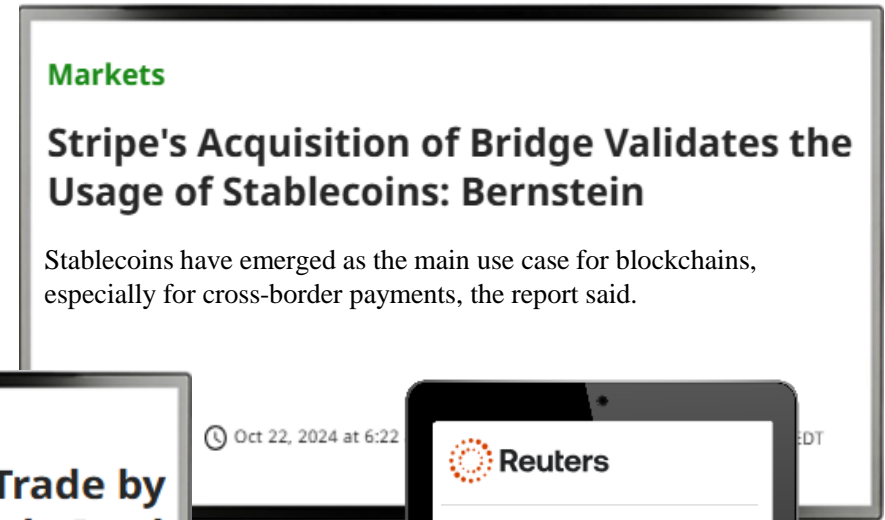 Markets
Stripe's Acquisition of Bridge Validates the
Usage of Stablecoins: Bernstein
Stablecoins have emerged as the main use case for blockchains,
especially for cross-border payments, the report said.
Oct 22, 2024 at 6:22
EDT
Trade by
Reuters